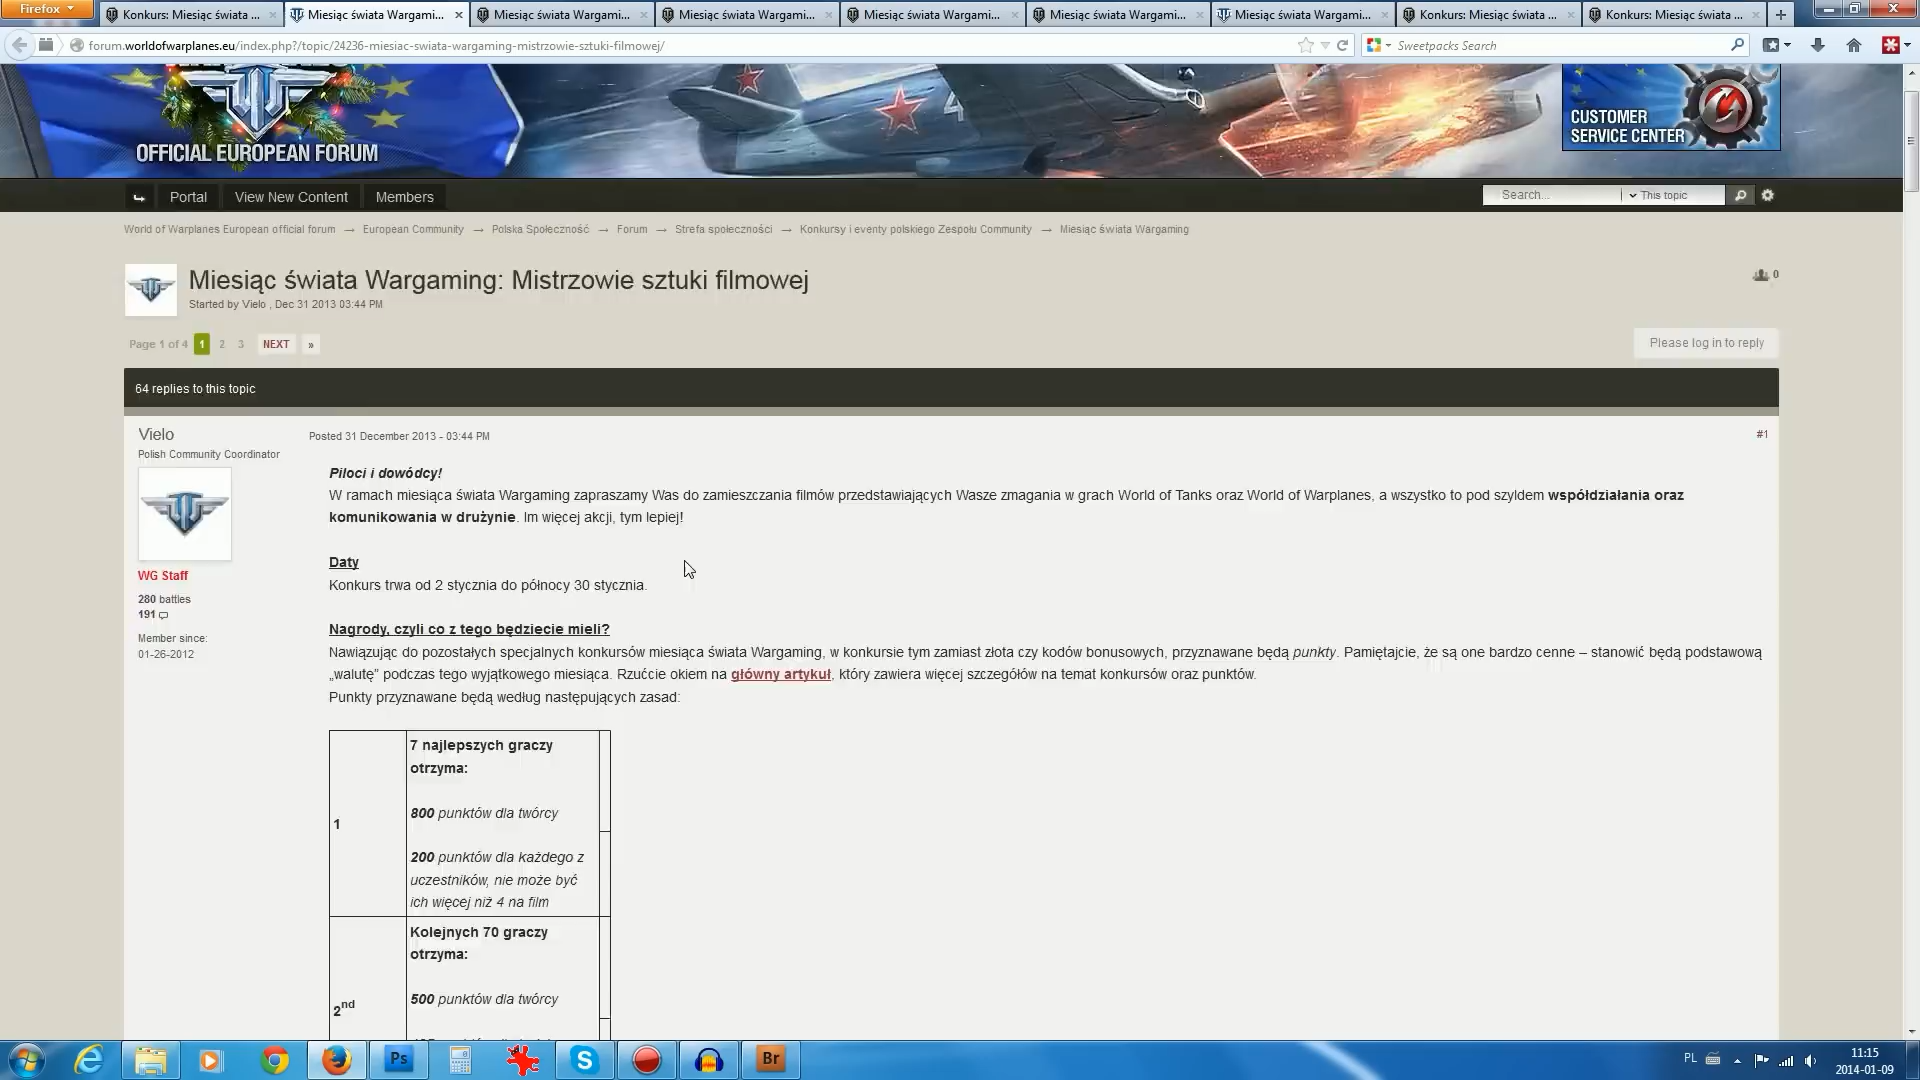 Firefox
Konkurs: Miesiąc świata ...
Miesiąc świata Wargami...
Miesiąc świata Wargami...
Miesiąc świata Wargami...
Miesiąc świata Wargami...
Miesiąc świata Wargami...
Miesiąc świata Wargami...
Konkurs: Miesiąc świata ...
Konkurs: Miesiąc świata ...
forum.worldofwarplanes.eu/index.php?/topic/24236-miesiac-swiata-wargaming-mistrzowie-sztuki-filmowej/
Sweetpacks Search
OFFICIAL EUROPEAN FORUM
4
CUSTOMER
SERVICE CENTER
Portal View New Content Members
Search... This topic
World of Warplanes European official forum → European Community → Polska Społeczność → Forum → Strefa społeczności → Konkursy i eventy polskiego Zespołu Community → Miesiąc świata Wargaming
Miesiąc świata Wargaming: Mistrzowie sztuki filmowej
0
Started by Vielo , Dec 31 2013 03:44 PM
Page 1 of 4 1 2 3 NEXT »
Please log in to reply
64 replies to this topic
Vielo
Polish Community Coordinator
WG Staff
280 battles
191
Member since:
01-26-2012
Posted 31 December 2013 - 03:44 PM
#1
Piloci i dowódcy!
W ramach miesiąca świata Wargaming zapraszamy Was do zamieszczania filmów przedstawiających Wasze zmagania w grach World of Tanks oraz World of Warplanes, a wszystko to pod szyldem współdziałania oraz
komunikowania w drużynie. Im więcej akcji, tym lepiej!
Daty
Konkurs trwa od 2 stycznia do północy 30 stycznia.
Nagrody, czyli co z tego będziecie mieli?
Nawiązując do pozostałych specjalnych konkursów miesiąca świata Wargaming, w konkursie tym zamiast złota czy kodów bonusowych, przyznawane będą punkty. Pamiętajcie, że są one bardzo cenne – stanowić będą podstawową
„walutę” podczas tego wyjątkowego miesiąca. Rzućcie okiem na główny artykuł, który zawiera więcej szczegółów na temat konkursów oraz punktów.
Punkty przyznawane będą według następujących zasad:
1
7 najlepszych graczy
otrzyma:
800 punktów dla twórcy
200 punktów dla każdego z
uczestników, nie może być
ich więcej niż 4 na film
2nd
Kolejnych 70 graczy
otrzyma:
500 punktów dla twórcy
Ps
Br
PL
11:15
2014-01-09